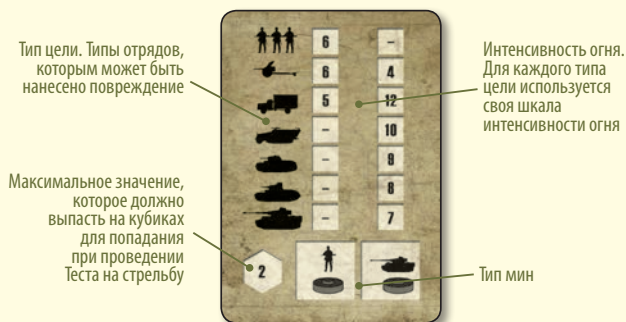 Тип цели. Типы отрядов,
которым может быть
нанесено повреждение
Максимальное значение,
которое должно
выпасть на кубиках
для попадания
при проведении
Теста на стрельбу
6 –
6 4
5 12
– 10
– 9
– 8
– 7
2
Интенсивность огня.
Для каждого типа
цели используется
своя шкала
интенсивности огня
Тип мин